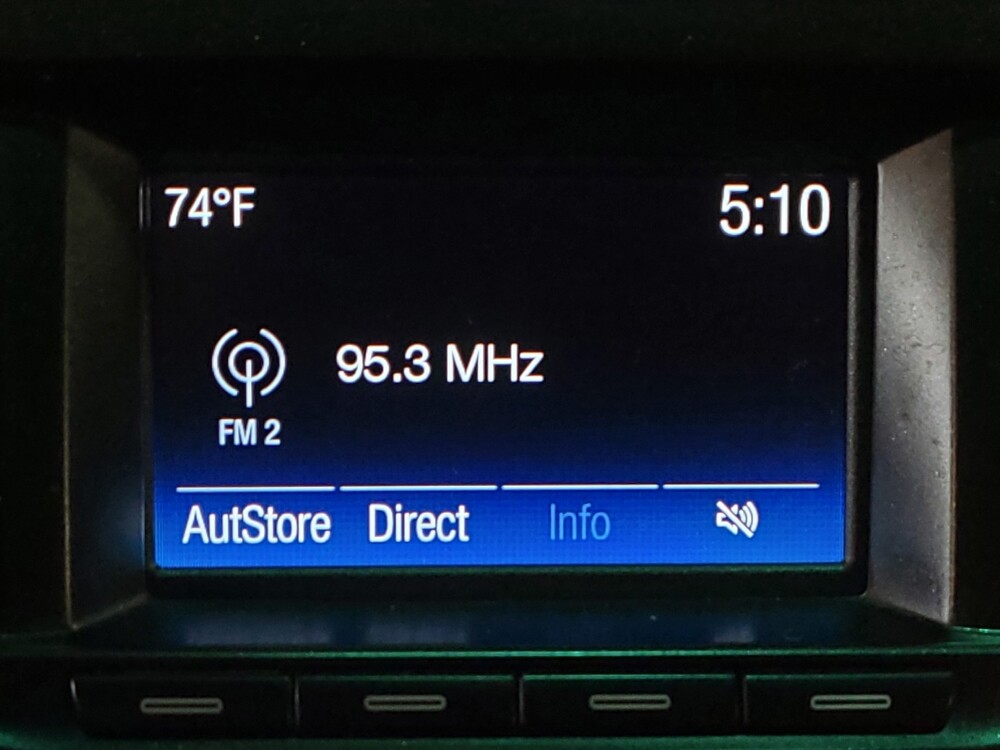 74°F 5:10
95.3 MHz
FM 2
AutStore Direct Info